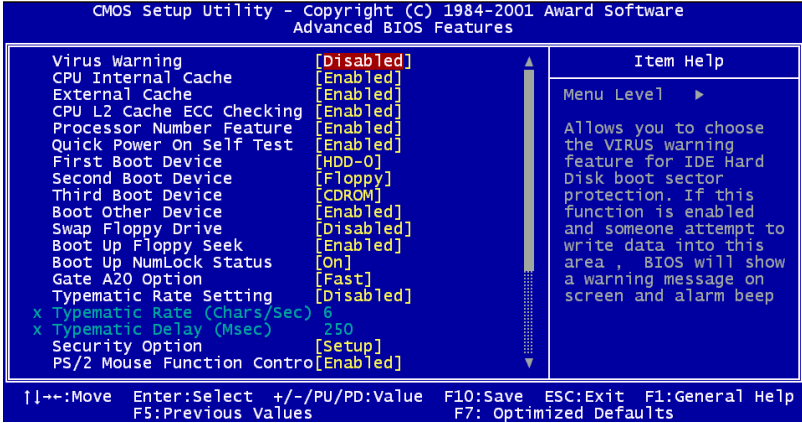 CMOS Setup Utility – Copyright (C) 1984-2001 Award Software
Advanced BIOS Features
Virus Warning [Disabled]
CPU Internal Cache [Enabled]
External Cache [Enabled]
CPU L2 Cache ECC Checking [Enabled]
Processor Number Feature [Enabled]
Quick Power On Self Test [Enabled]
First Boot Device [HDD-0]
Second Boot Device [Floppy]
Third Boot Device [CDROM]
Boot Other Device [Enabled]
Swap Floppy Drive [Disabled]
Boot Up Floppy Seek [Enabled]
Boot Up NumLock Status [On]
Gate A20 Option [Fast]
Typematic Rate Setting [Disabled]
x Typematic Rate (Chars/Sec) 6
x Typematic Delay (Msec) 250
Security Option [Setup]
PS/2 Mouse Function Contro[Enabled]
Item Help
Menu Level ▶
Allows you to choose
the VIRUS warning
feature for IDE Hard
Disk boot sector
protection. If this
function is enabled
and someone attempt to
write data into this
area , BIOS will show
a warning message on
screen and alarm beep
↑↓→←:Move Enter:Select +/-/PU/PD:Value F10:Save ESC:Exit F1:General Help
F5:Previous Values F7: Optimized Defaults